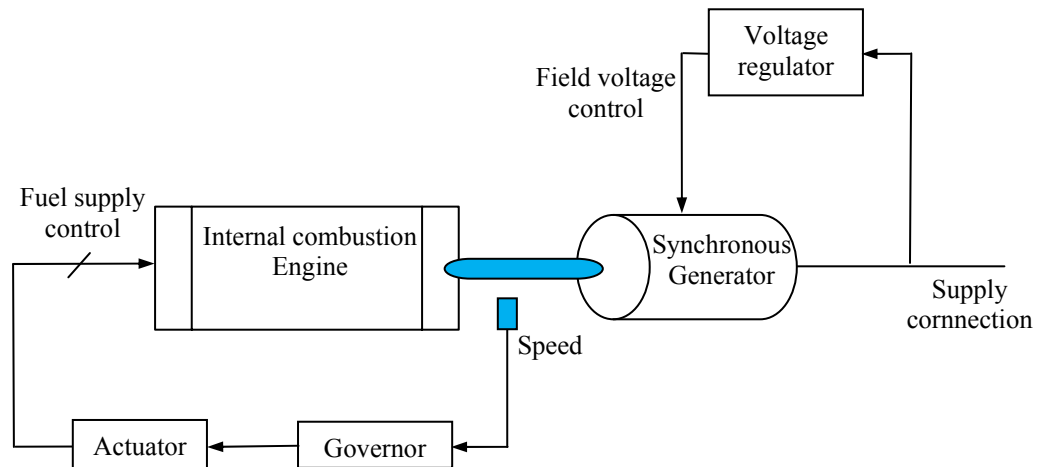 Voltage
regulator
Field voltage
control
Fuel supply
control
Internal combustion
Engine
Synchronous
Generator
Supply
cornnection
Speed
Actuator
Governor